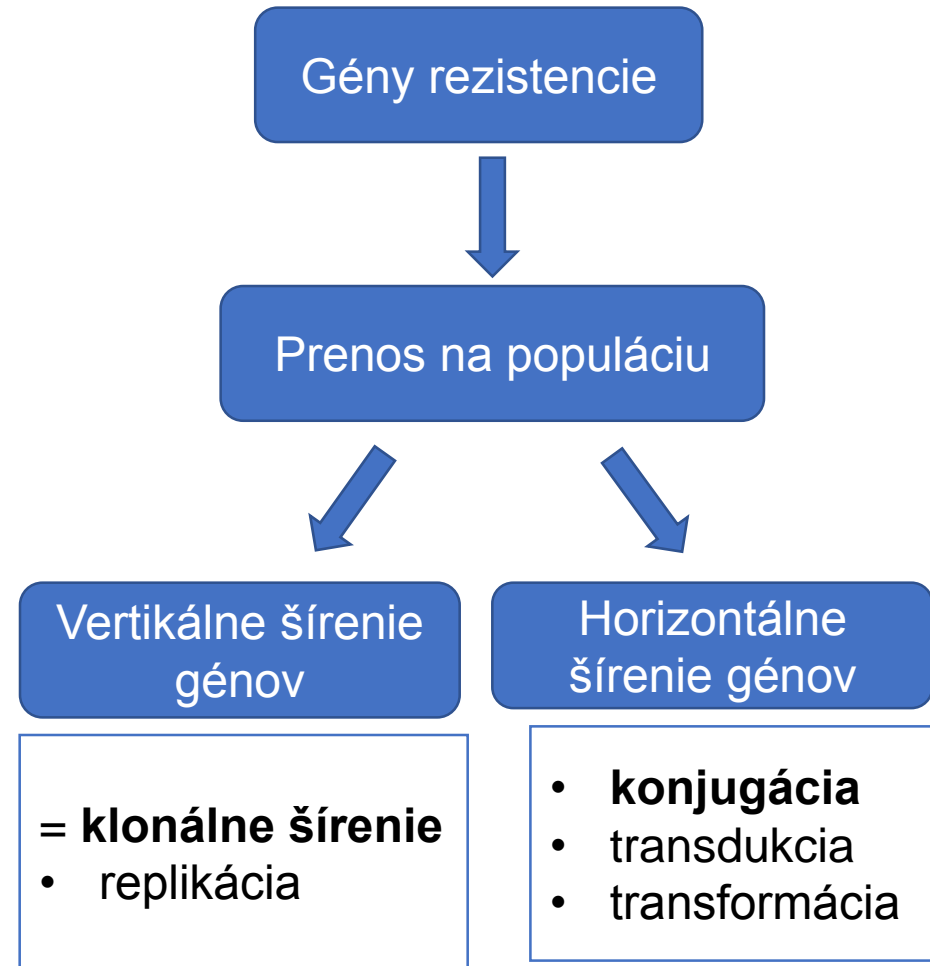 Gény rezistencie
Prenos na populáciu
Vertikálne šírenie
génov
= klonálne šírenie
• replikácia
Horizontálne
šírenie génov
• konjugácia
• transdukcia
• transformácia